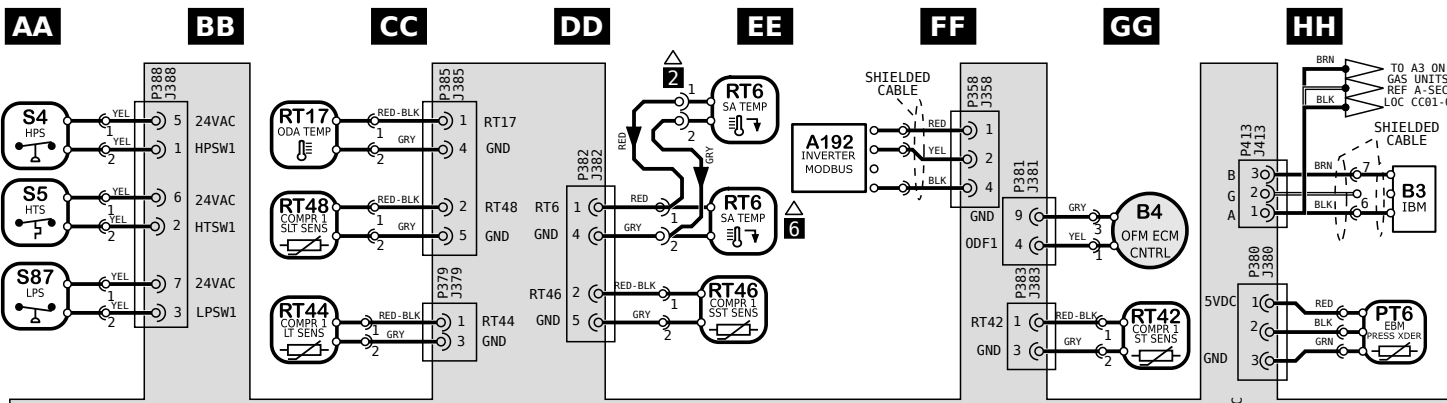 AA
BB
CC
DD
EE
FF
GG
HH
S4
HPS
YEL
1
YEL
2
P388
J388
5 24VAC
1 HPSW1
S5
HTS
YEL
1
YEL
2
6 24VAC
2 HTSW1
S87
LPS
YEL
1
YEL
2
7 24VAC
3 LPSW1
RT17
ODA TEMP
RED-BLK
1
GRY
2
P385
J385
1 RT17
4 GND
RT48
COMPR 1
SLT SENS
RED-BLK
1
GRY
2
2 RT48
5 GND
RT44
COMPR 1
LT SENS
RED-BLK
1
GRY
2
P379
J379
1 RT44
3 GND
2
RT6
SA TEMP
1
2
RED
GRY
P382
J382
RT6 1
GND 4
RED
1
GRY
2
RT6
SA TEMP
6
RT46 2
GND 5
RED-BLK
1
GRY
2
RT46
COMPR 1
SST SENS
SHIELDED
CABLE
A192
INVERTER
MODBUS
RED
YEL
BLK
P358
J358
1
2
4
P381
J381
GND 9
ODF1 4
GRY
3
YEL
1
B4
OFM ECM
CNTRL
P383
J383
RT42 1
GND 3
RED-BLK
1
GRY
2
RT42
COMPR 1
ST SENS
BRN
BLK
TO A3 ON
GAS UNITS
REF A-SEC
LOC CC01-
SHIELDED
CABLE
P413
J413
B 3
G 2
A 1
BRN
7
BLK
6
B3
IBM
P380
J380
5VDC 1
2
GND 3
RED
BLK
GRN
PT6
EBM
PRESS XDER
C